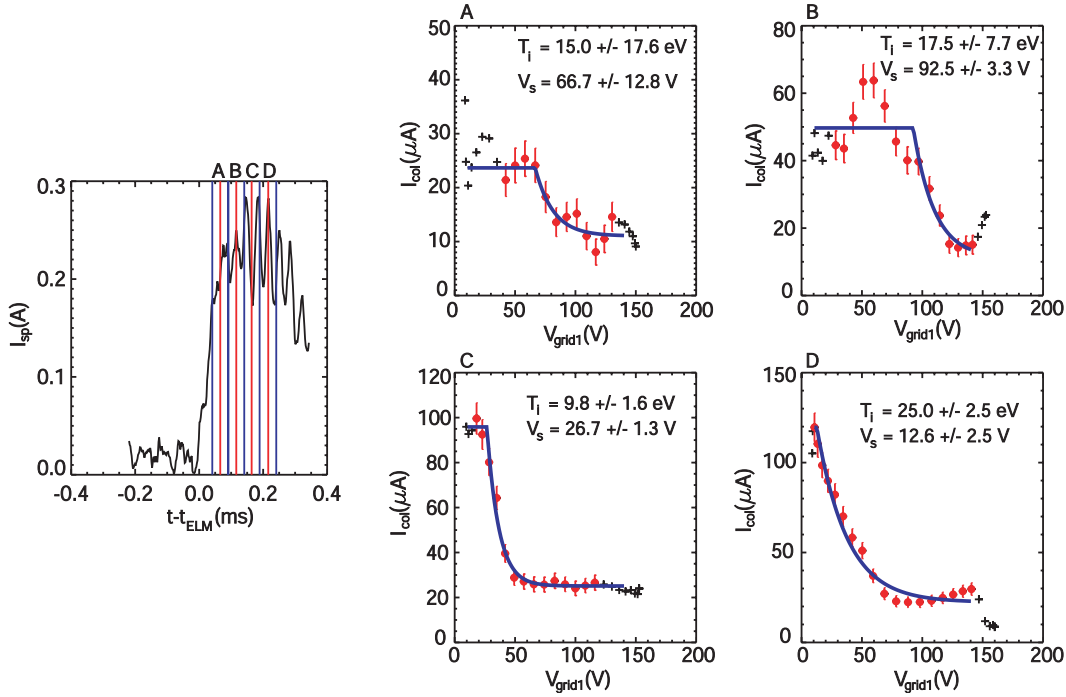 A B C D
0.3
0.2
0.1
0.0
-0.4 -0.2 0.0 0.2 0.4
I_sp(A)
t-t_ELM(ms)
A
T_i = 15.0 +/- 17.6 eV
V_s = 66.7 +/- 12.8 V
50
40
30
20
10
0
0 50 100 150 200
I_col(μA)
V_grid1(V)
B
T_i = 17.5 +/- 7.7 eV
V_s = 92.5 +/- 3.3 V
80
60
40
20
0
0 50 100 150 200
I_col(μA)
V_grid1(V)
C
T_i = 9.8 +/- 1.6 eV
V_s = 26.7 +/- 1.3 V
120
100
80
60
40
20
0
0 50 100 150 200
I_col(μA)
V_grid1(V)
D
T_i = 25.0 +/- 2.5 eV
V_s = 12.6 +/- 2.5 V
150
100
50
0
0 50 100 150 200
I_col(μA)
V_grid1(V)